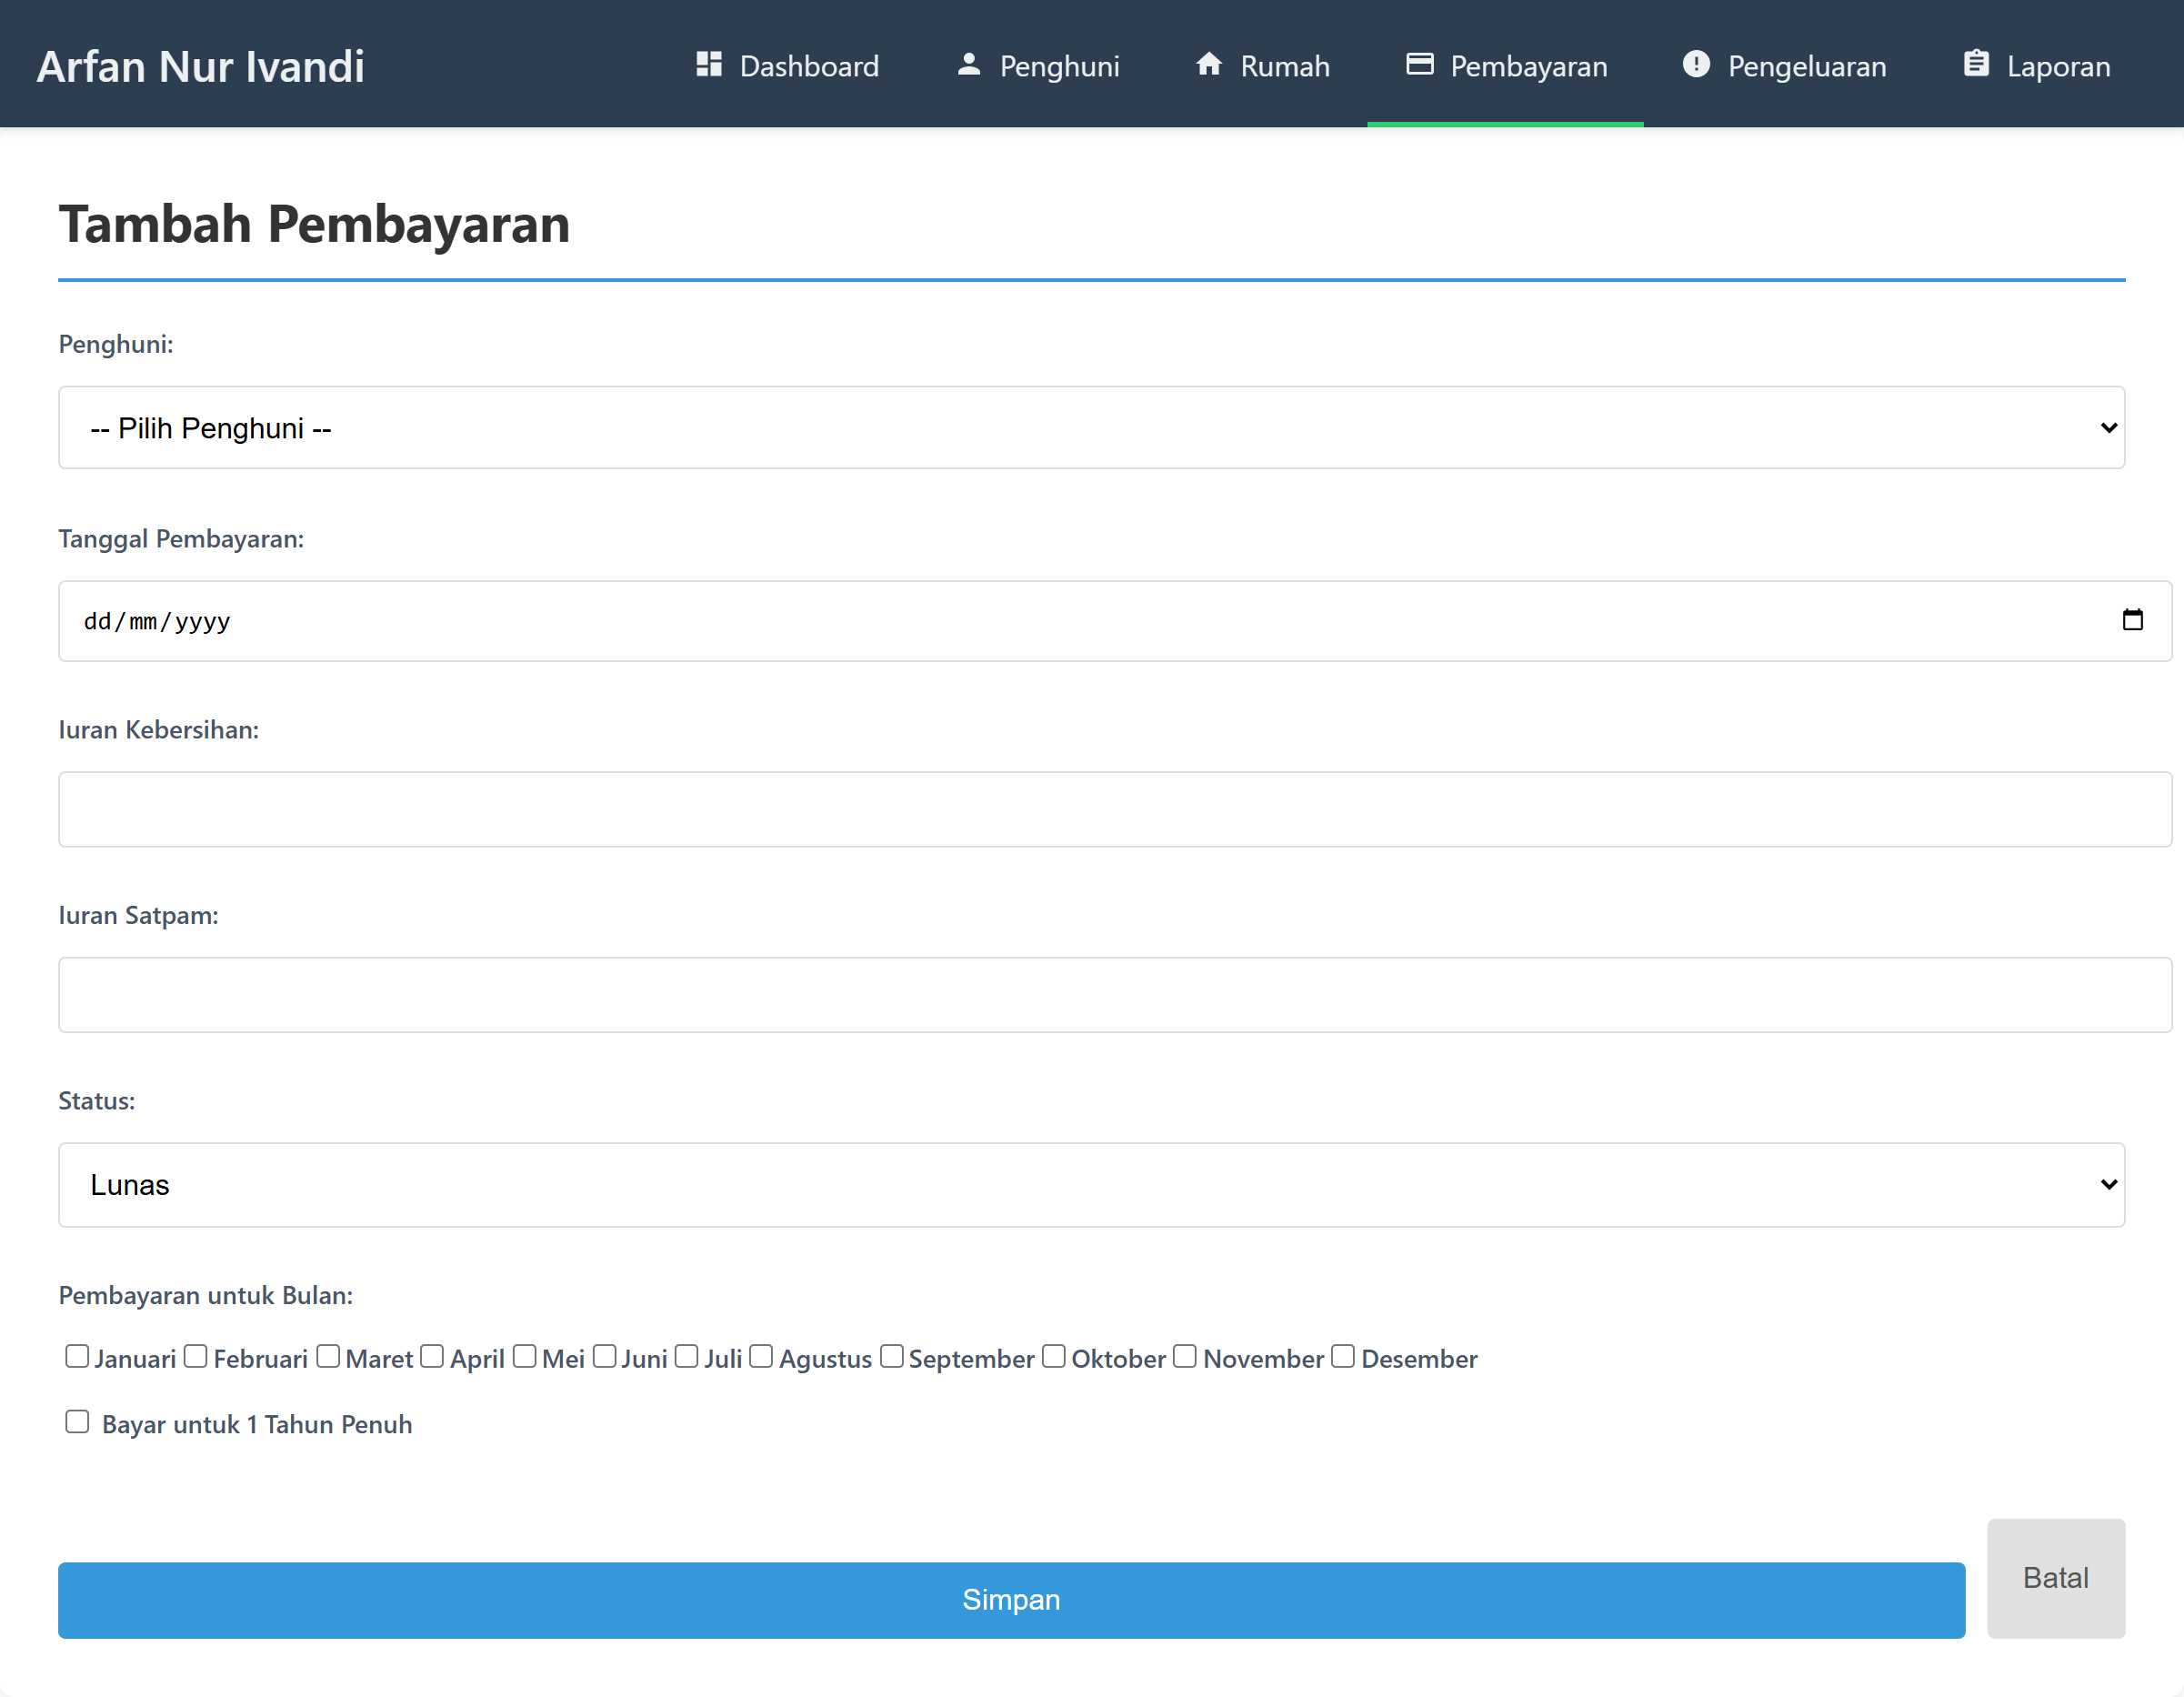 Arfan Nur Ivandi Dashboard Penghuni Rumah Pembayaran Pengeluaran Laporan
Tambah Pembayaran
Penghuni:
-- Pilih Penghuni --
Tanggal Pembayaran:
dd/mm/yyyy
Iuran Kebersihan:
Iuran Satpam:
Status:
Lunas
Pembayaran untuk Bulan:
Januari Februari Maret April Mei Juni Juli Agustus September Oktober November Desember
Bayar untuk 1 Tahun Penuh
Simpan Batal